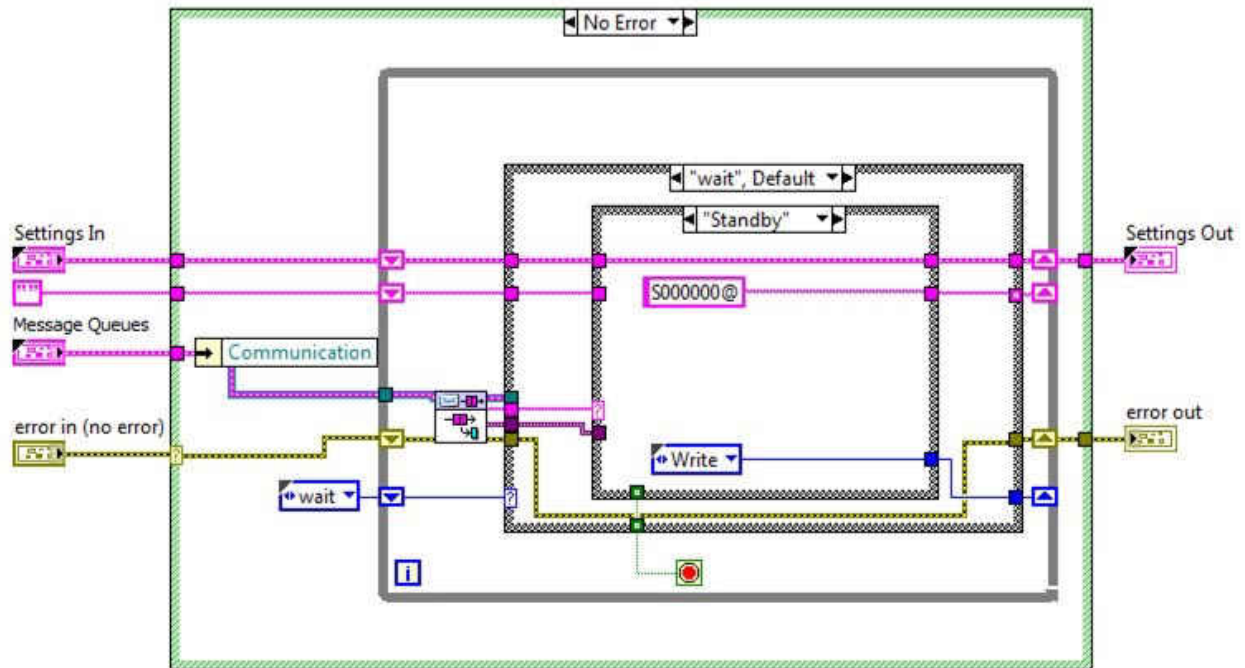 No Error
"wait", Default
"Standby"
Settings In
Settings Out
S000000@
Message Queues
Communication
error in (no error)
error out
Write
wait
i